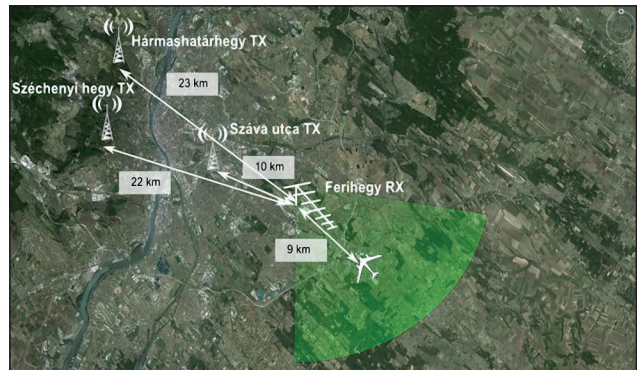 Hármashatárhegy TX
23 km
Széchenyi hegy TX
Száva utca TX
10 km
22 km
Ferihegy RX
9 km